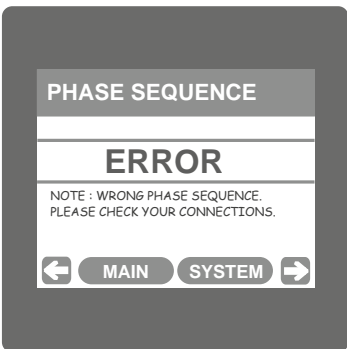 PHASE SEQUENCE
ERROR
NOTE : WRONG PHASE SEQUENCE.
PLEASE CHECK YOUR CONNECTIONS.
MAIN SYSTEM